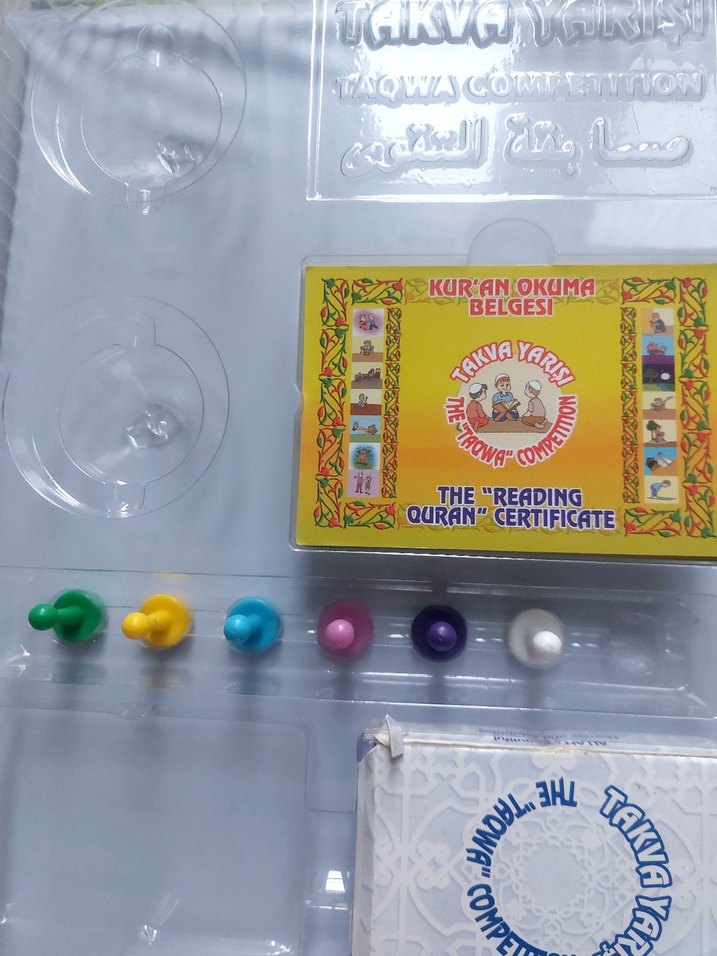 TAKVA YARIŞI
TAQWA COMPETITION
مسابقة التقوى
KUR'AN OKUMA
BELGESI
TAKVA YARIŞI
THE "TAQWA" COMPETITION
THE "READING
QURAN" CERTIFICATE
ALLAH
THE "TAQWA" COMPETITION
TAKVA YARIŞI